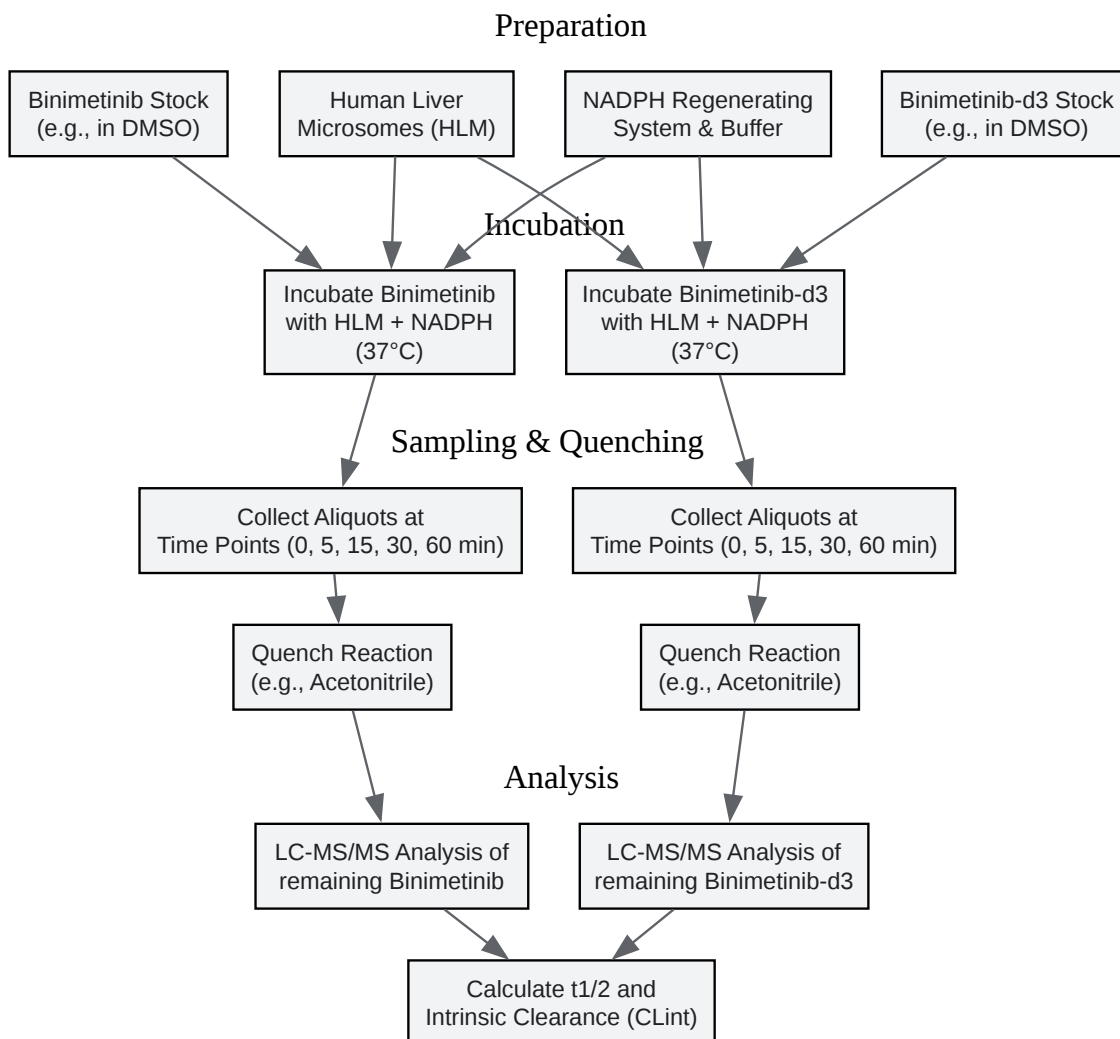 Preparation
Binimetinib Stock
(e.g., in DMSO)
Human Liver
Microsomes (HLM)
NADPH Regenerating
System & Buffer
Binimetinib-d3 Stock
(e.g., in DMSO)
Incubation
Incubate Binimetinib
with HLM + NADPH
(37°C)
Incubate Binimetinib-d3
with HLM + NADPH
(37°C)
Sampling & Quenching
Collect Aliquots at
Time Points (0, 5, 15, 30, 60 min)
Collect Aliquots at
Time Points (0, 5, 15, 30, 60 min)
Quench Reaction
(e.g., Acetonitrile)
Quench Reaction
(e.g., Acetonitrile)
Analysis
LC-MS/MS Analysis of
remaining Binimetinib
LC-MS/MS Analysis of
remaining Binimetinib-d3
Calculate t1/2 and
Intrinsic Clearance (CLint)